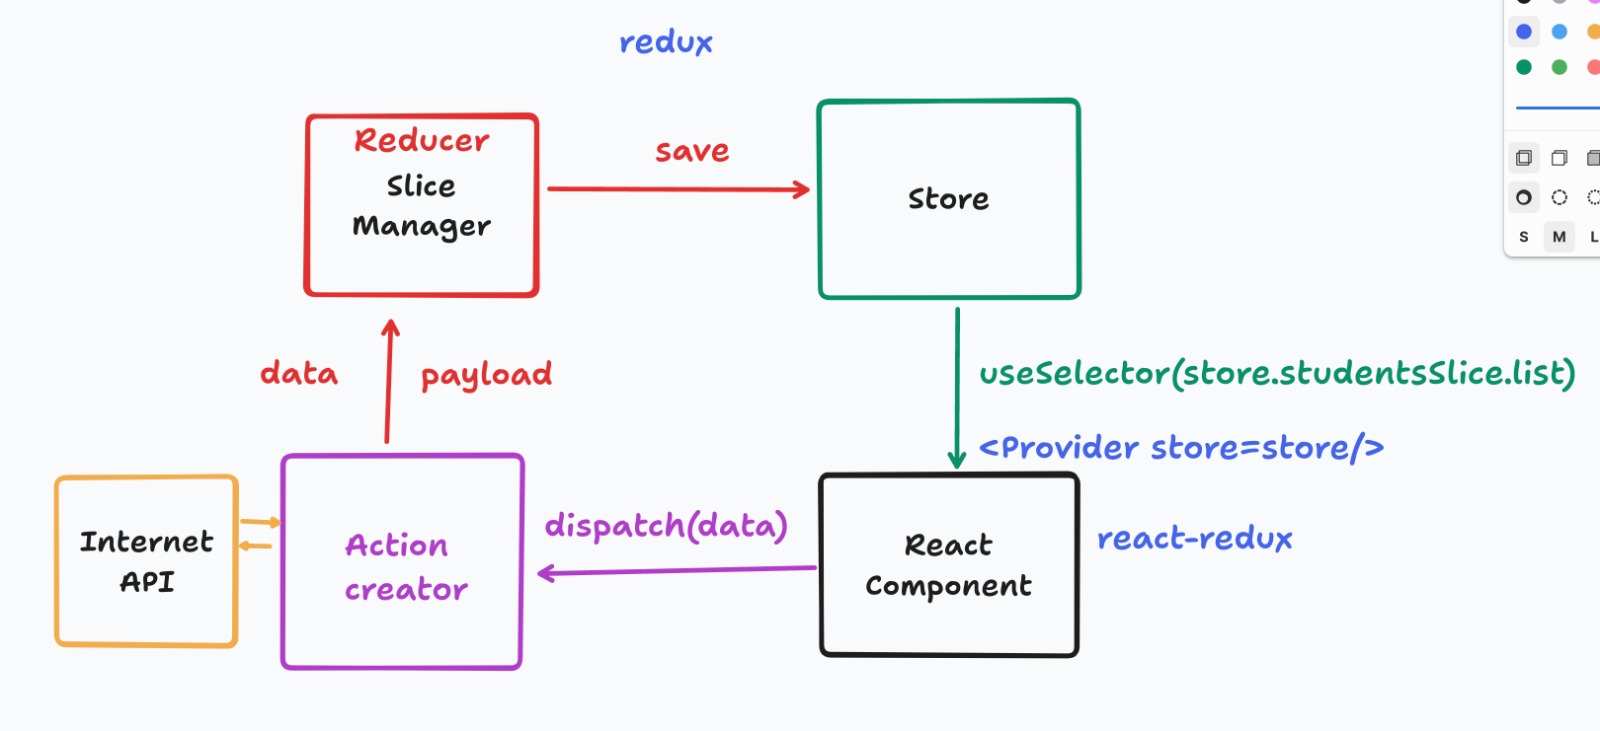 redux
Reducer
Slice
Manager
save
Store
data
payload
useSelector(store.studentsSlice.list)
<Provider store=store/>
Internet
API
Action
creator
dispatch(data)
React
Component
react-redux
S M L